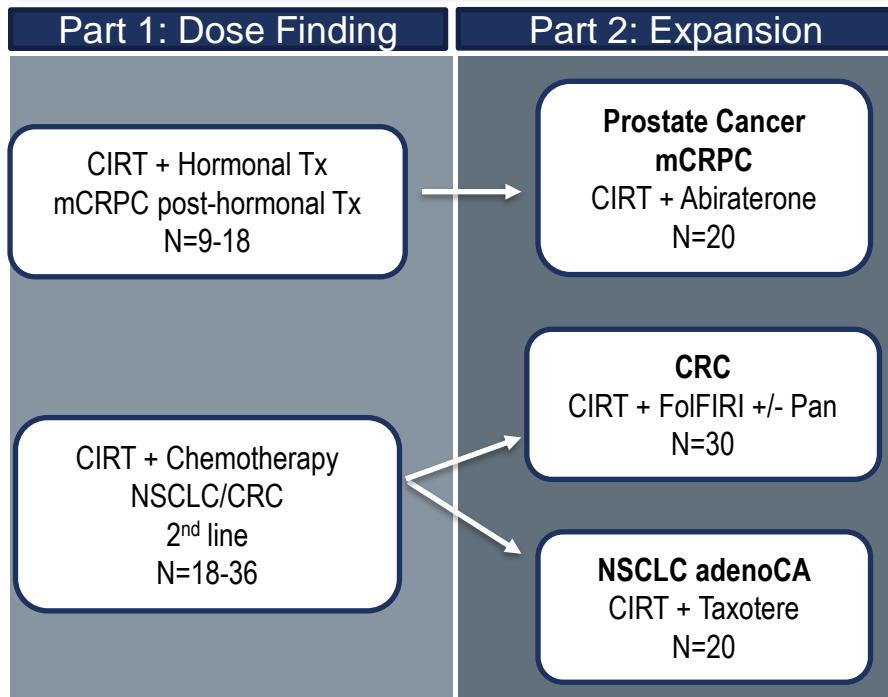 Part 1: Dose Finding
Part 2: Expansion
CIRT + Hormonal Tx
mCRPC post-hormonal Tx
N=9-18
Prostate Cancer
mCRPC
CIRT + Abiraterone
N=20
CIRT + Chemotherapy
NSCLC/CRC
2nd line
N=18-36
CRC
CIRT + FolFIRI +/- Pan
N=30
NSCLC adenoCA
CIRT + Taxotere
N=20